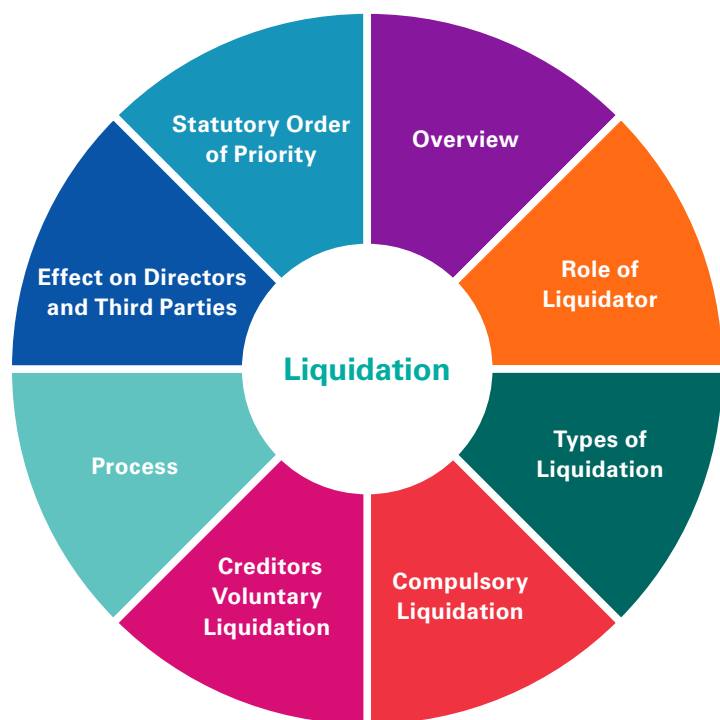 Liquidation
Overview
Role of
Liquidator
Types of
Liquidation
Compulsory
Liquidation
Creditors
Voluntary
Liquidation
Process
Effect on Directors
and Third Parties
Statutory Order
of Priority